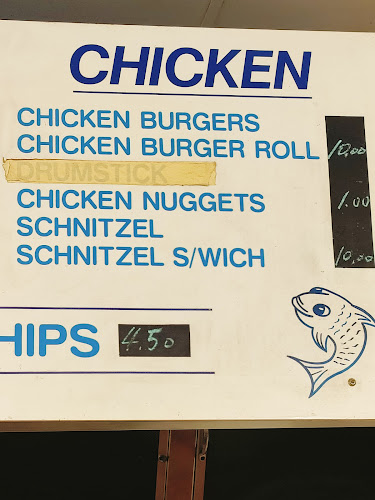 CHICKEN
CHICKEN BURGERS
CHICKEN BURGER ROLL 10.00
DRUMSTICK
CHICKEN NUGGETS 1.00
SCHNITZEL
SCHNITZEL S/WICH 10.00
HIPS 4.50